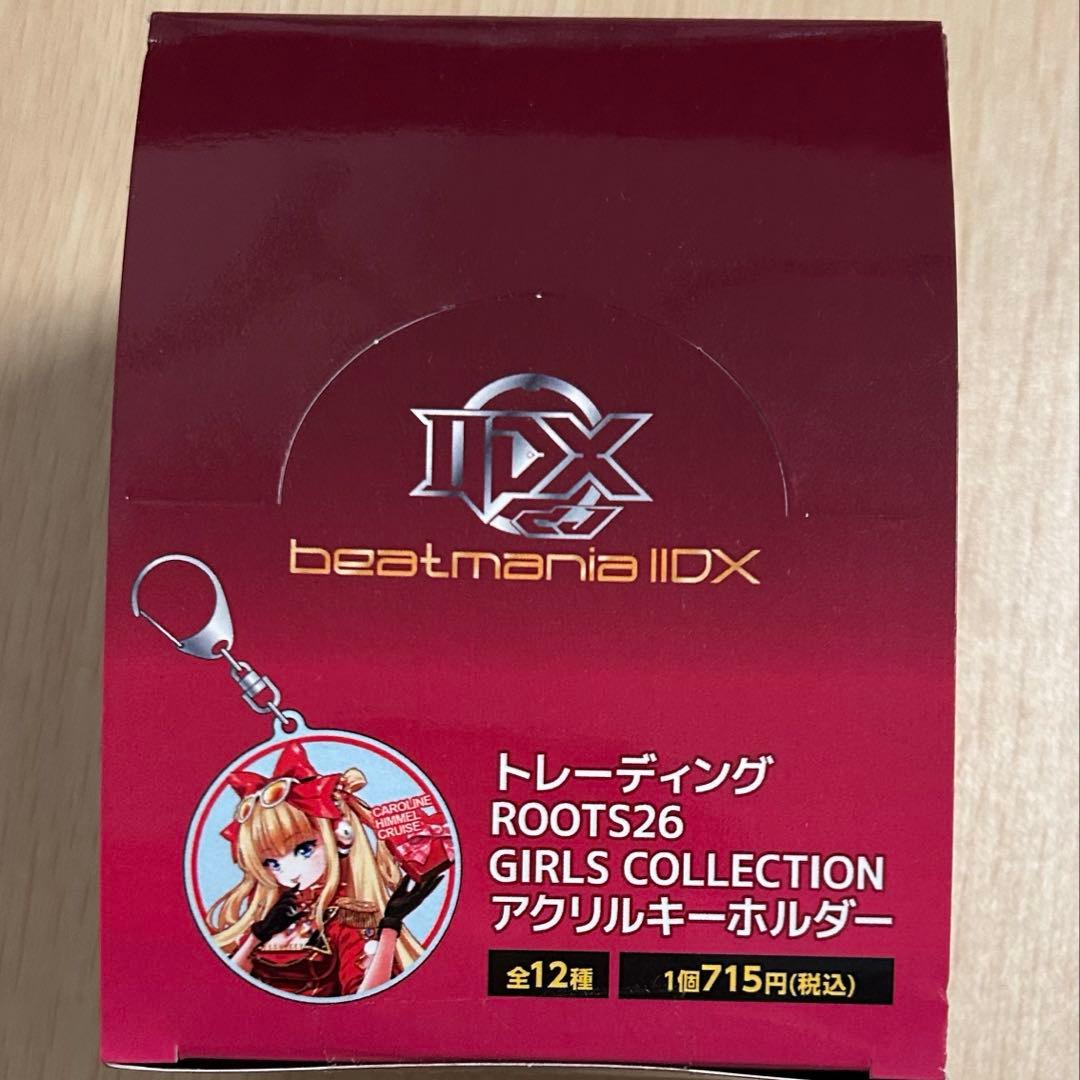 IIDX
beatmania IIDX
CAROLINE
HIMMEL
CRUISE
トレーディング
ROOTS26
GIRLS COLLECTION
アクリルキーホルダー
全12種
1個715円(税込)